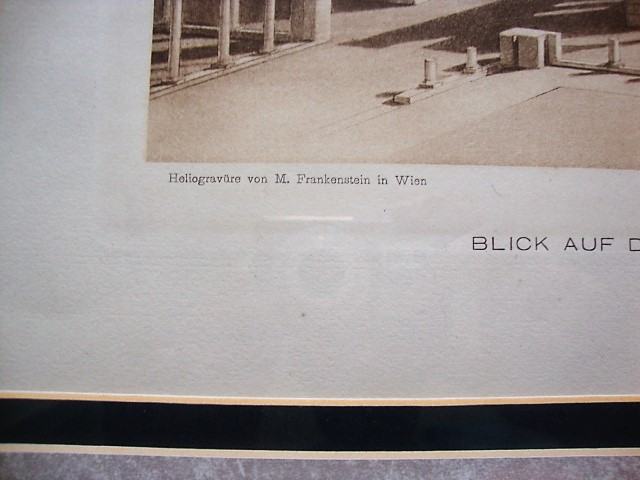 Heliogravüre von M. Frankenstein in Wien
BLICK AUF D